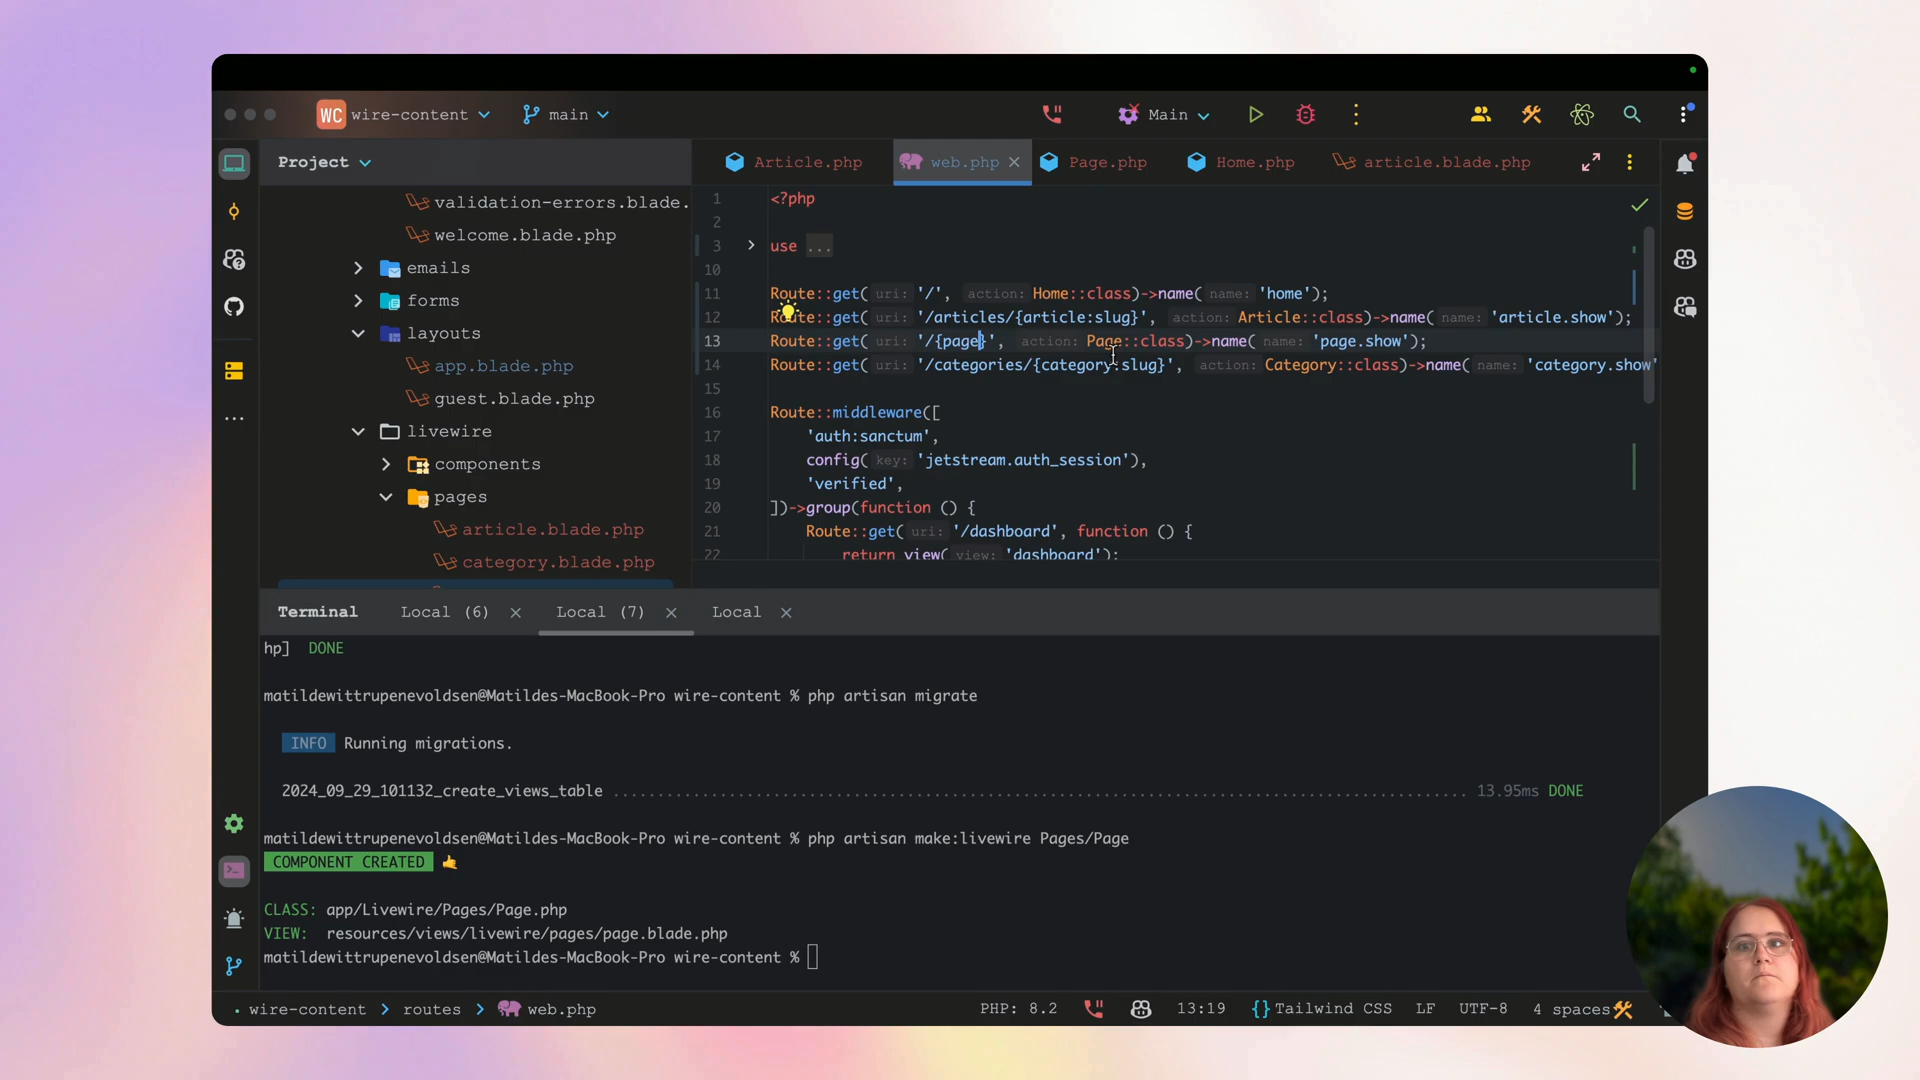 WC wire-content main Main
Project
Article.php web.php Page.php Home.php article.blade.php
validation-errors.blade.
welcome.blade.php
emails
forms
layouts
app.blade.php
guest.blade.php
livewire
components
pages
article.blade.php
category.blade.php
1 <?php
2
3 use ...
10
11 Route::get( uri: '/', action: Home::class)->name( name: 'home');
12 Route::get( uri: '/articles/{article:slug}', action: Article::class)->name( name: 'article.show');
13 Route::get( uri: '/{page}', action: Page::class)->name( name: 'page.show');
14 Route::get( uri: '/categories/{category:slug}', action: Category::class)->name( name: 'category.show'
15
16 Route::middleware([
17 'auth:sanctum',
18 config( key: 'jetstream.auth_session'),
19 'verified',
20 ])->group(function () {
21 Route::get( uri: '/dashboard', function () {
22 return view( view: 'dashboard');
Terminal Local (6) Local (7) Local
hp] DONE
matildewittrupenevoldsen@Matildes-MacBook-Pro wire-content % php artisan migrate
INFO Running migrations.
2024_09_29_101132_create_views_table ................................................................ 13.95ms DONE
matildewittrupenevoldsen@Matildes-MacBook-Pro wire-content % php artisan make:livewire Pages/Page
COMPONENT CREATED 🤙
CLASS: app/Livewire/Pages/Page.php
VIEW: resources/views/livewire/pages/page.blade.php
matildewittrupenevoldsen@Matildes-MacBook-Pro wire-content %
wire-content > routes > web.php PHP: 8.2 13:19 {} Tailwind CSS LF UTF-8 4 spaces